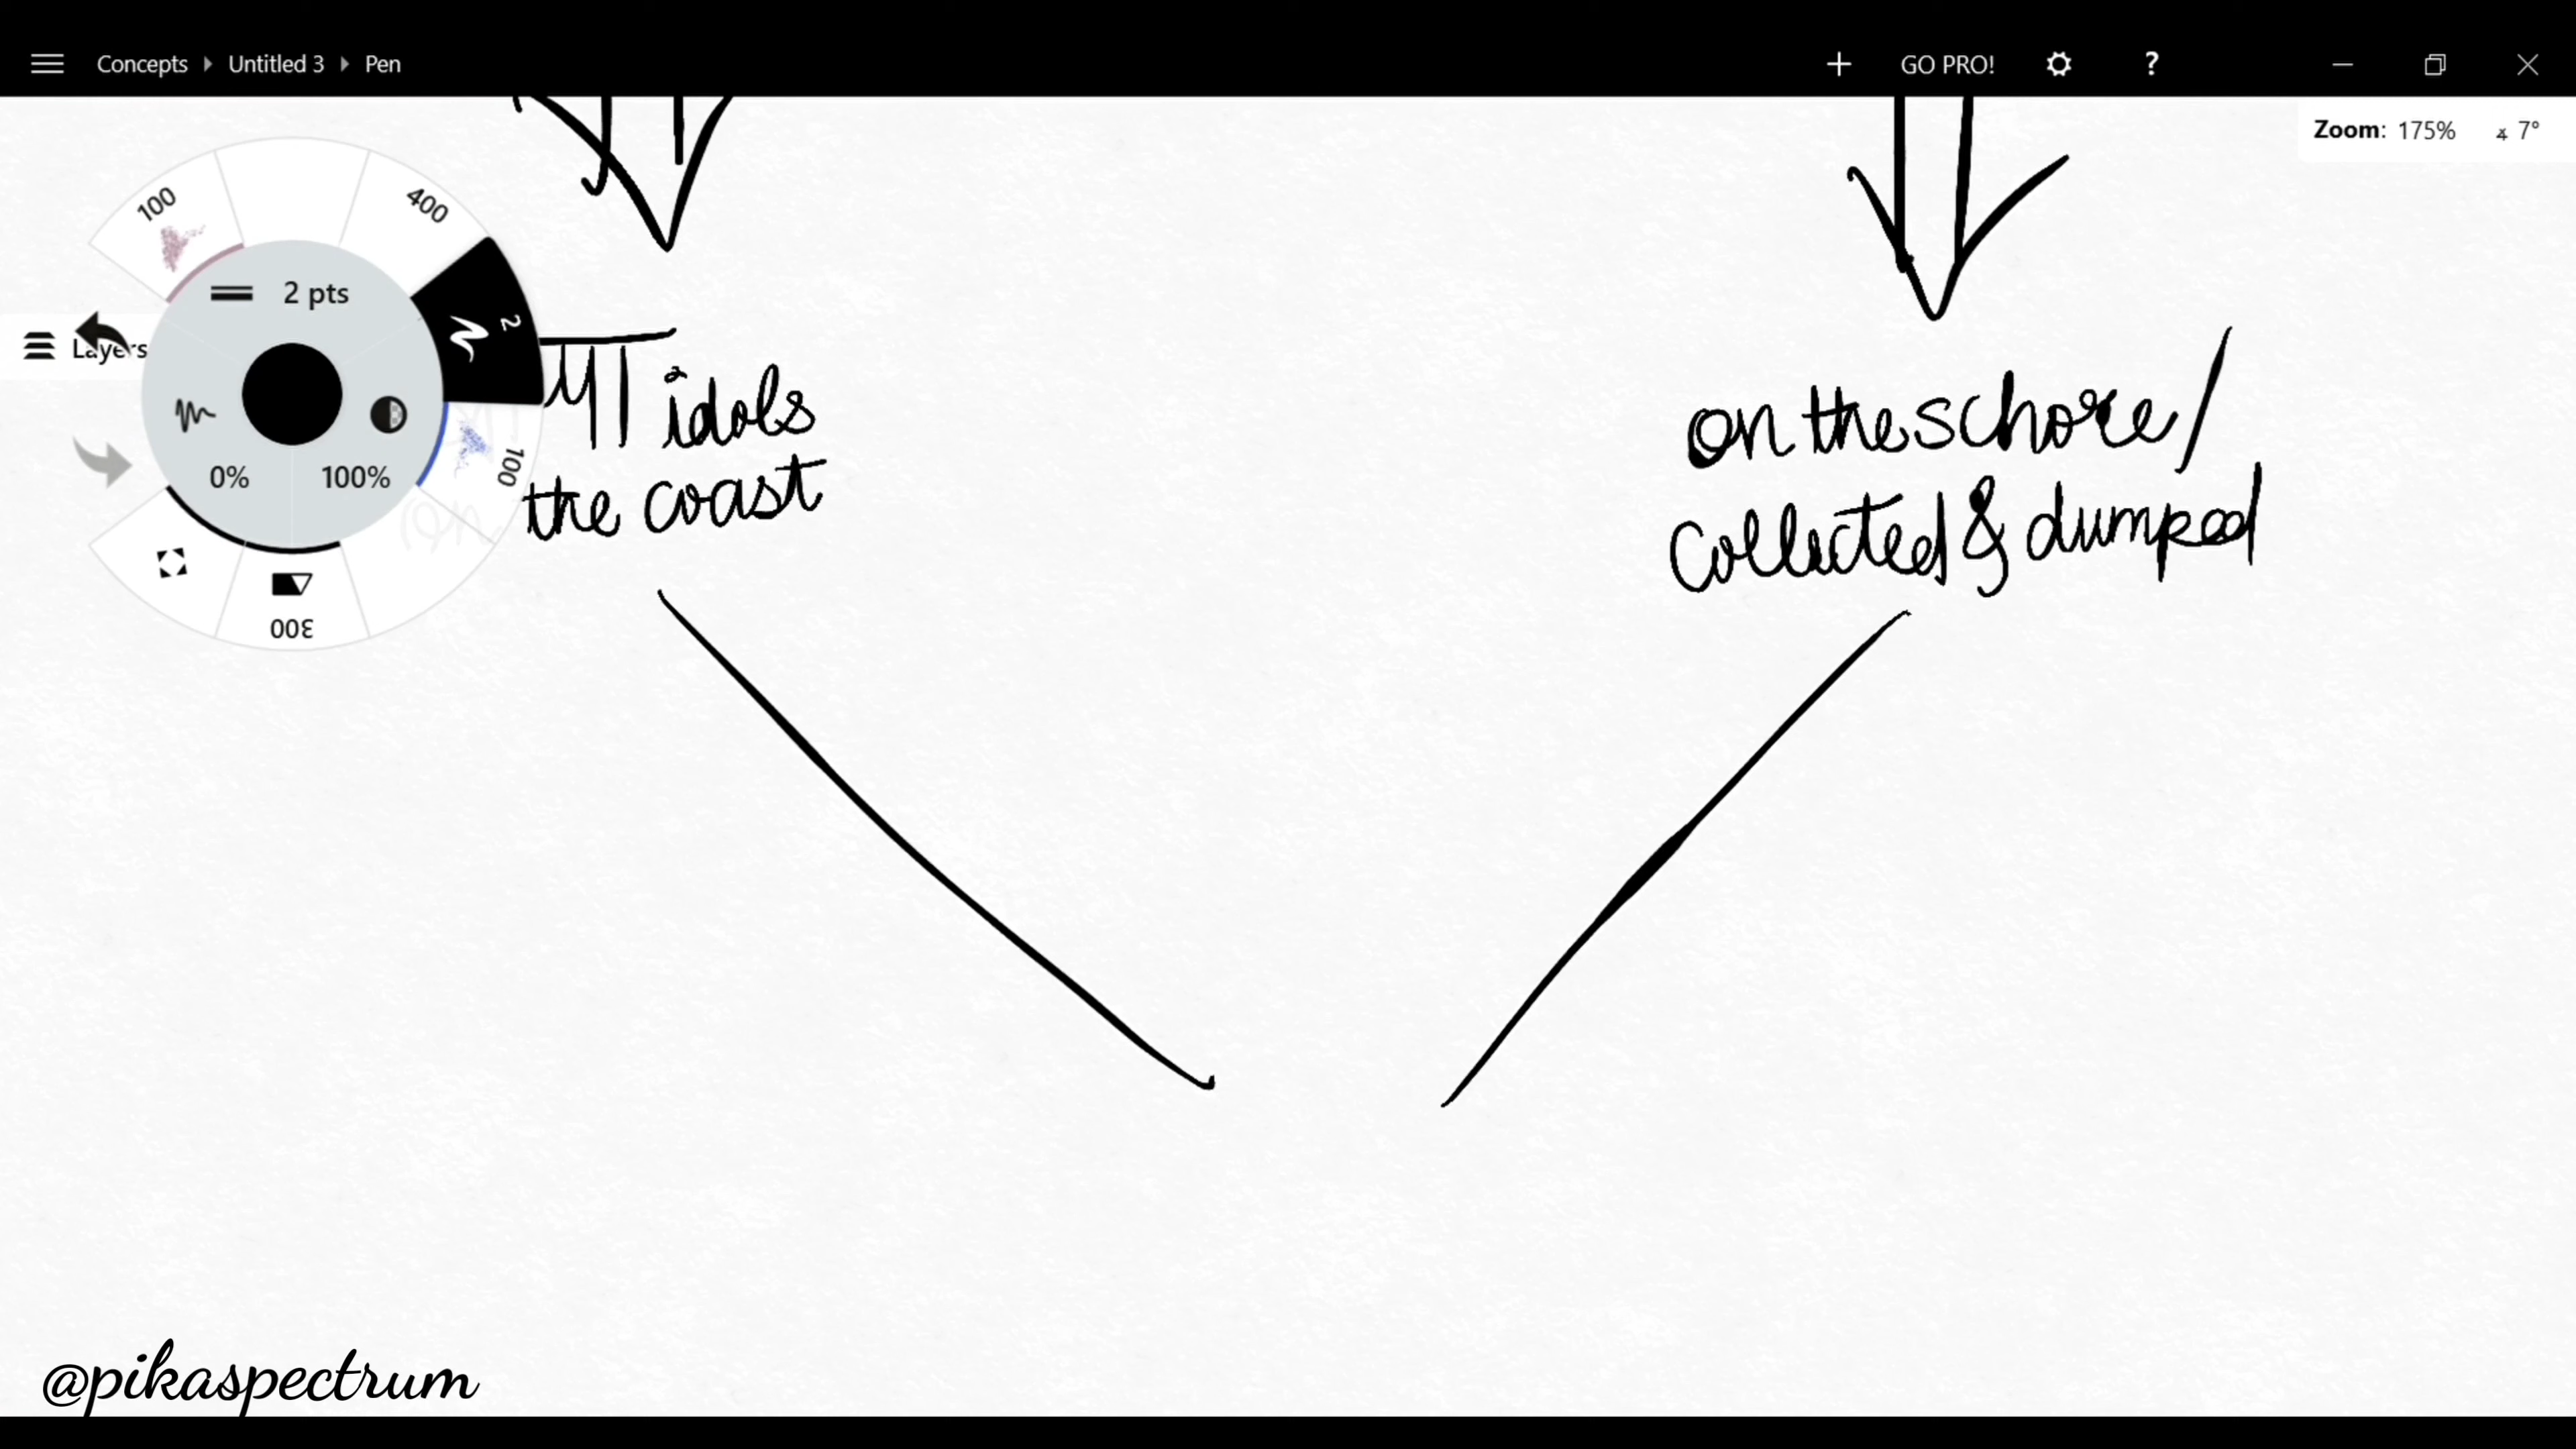 Concepts Untitled 3 Pen
GO PRO!
?
Zoom: 175% 7°
100
400
2 pts
2
Layers
0% 100%
100
300
idols
the coast
on the schore/
collected & dumped
@pikaspectrum